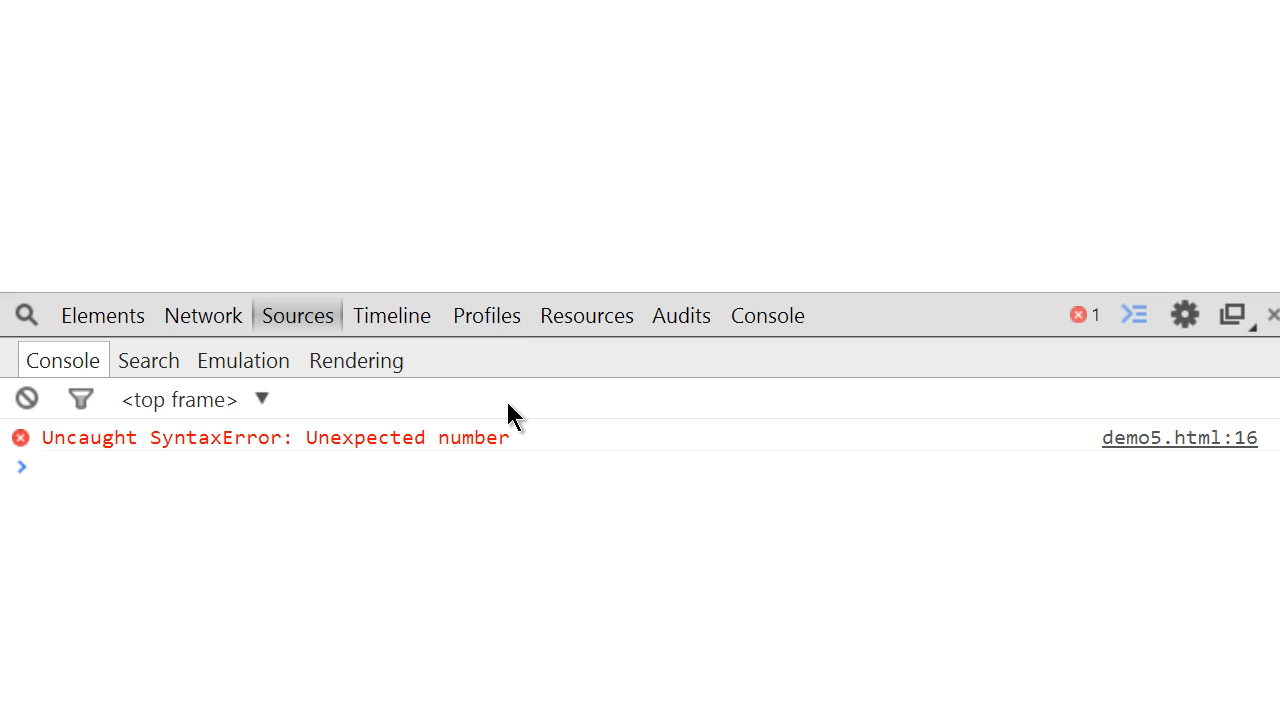 Elements Network Sources Timeline Profiles Resources Audits Console 1
Console Search Emulation Rendering
<top frame>
Uncaught SyntaxError: Unexpected number demo5.html:16